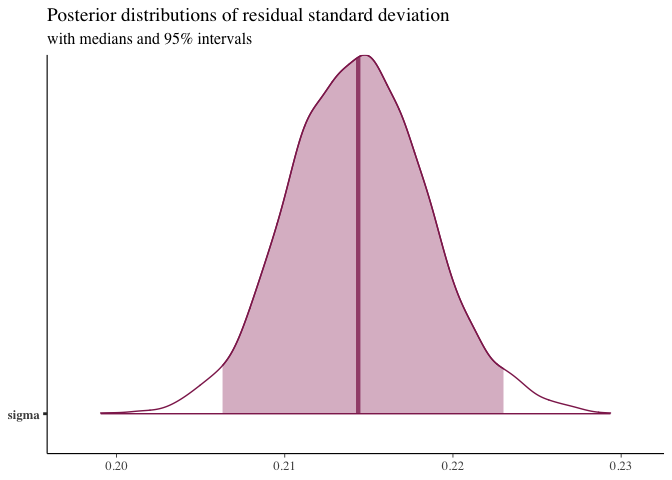 Posterior distributions of residual standard deviation
with medians and 95% intervals
sigma
0.20 0.21 0.22 0.23